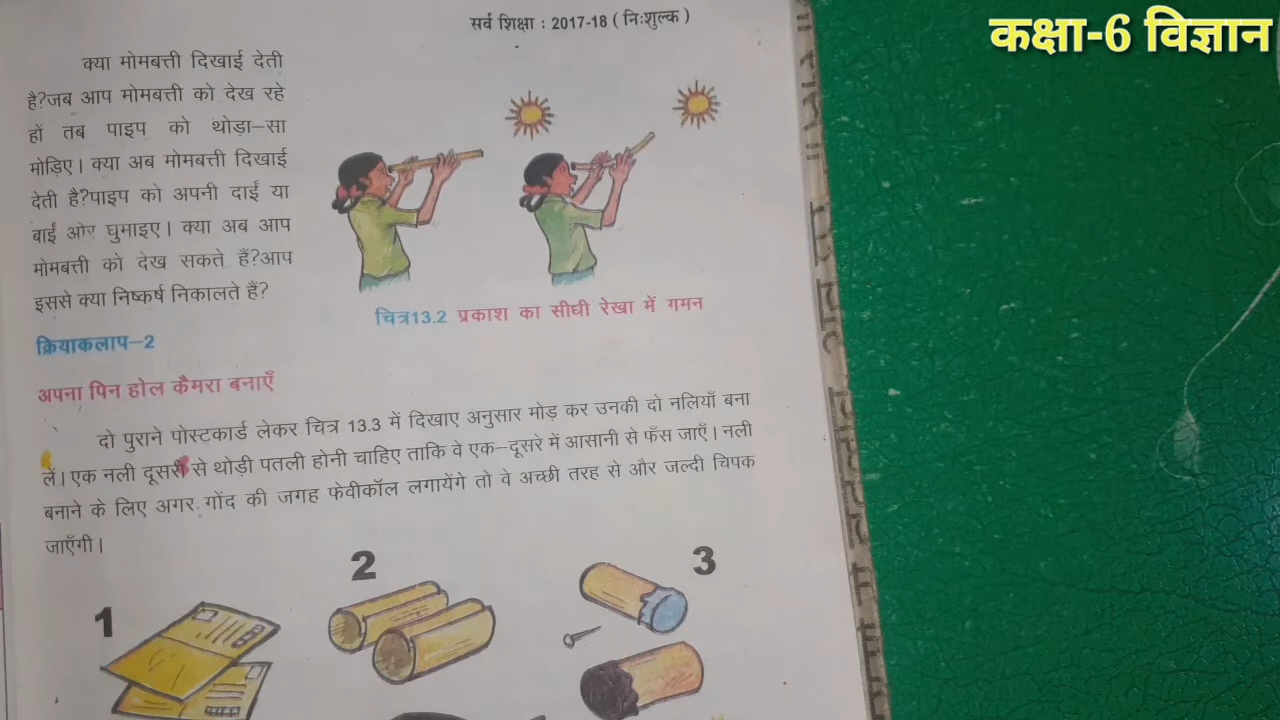 सर्व शिक्षा : 2017-18 ( निःशुल्क )
कक्षा-6 विज्ञान
क्या मोमबत्ती दिखाई देती
है?जब आप मोमबत्ती को देख रहे
हों तब पाइप को थोड़ा–सा
मोड़िए। क्या अब मोमबत्ती दिखाई
देती है?पाइप को अपनी दाईं या
बाईं ओर घुमाइए। क्या अब आप
मोमबत्ती को देख सकते हैं?आप
इससे क्या निष्कर्ष निकालते हैं?
चित्र13.2 प्रकाश का सीधी रेखा में गमन
क्रियाकलाप–2
अपना पिन होल कैमरा बनाएँ
दो पुराने पोस्टकार्ड लेकर चित्र 13.3 में दिखाए अनुसार मोड़ कर उनकी दो नलियाँ बना
लें। एक नली दूसरी से थोड़ी पतली होनी चाहिए ताकि वे एक–दूसरे में आसानी से फँस जाएँ। नली
बनाने के लिए अगर गोंद की जगह फेवीकॉल लगायेंगे तो वे अच्छी तरह से और जल्दी चिपक
जाएँगी।
1
2
3